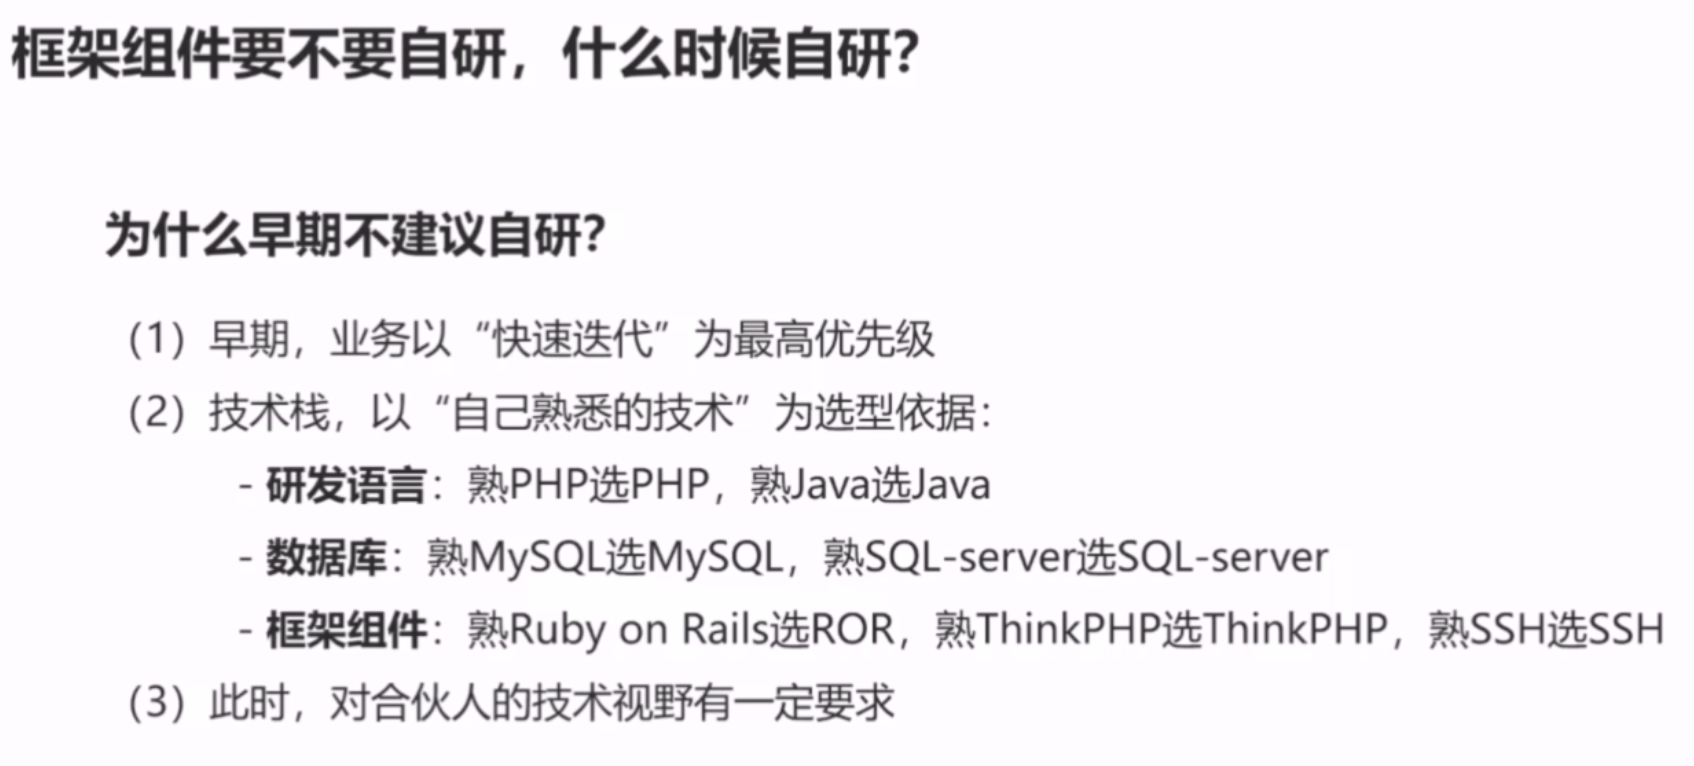 框架组件要不要自研，什么时候自研？
为什么早期不建议自研？
（1）早期，业务以“快速迭代”为最高优先级
（2）技术栈，以“自己熟悉的技术”为选型依据：
- 研发语言：熟PHP选PHP，熟Java选Java
- 数据库：熟MySQL选MySQL，熟SQL-server选SQL-server
- 框架组件：熟Ruby on Rails选ROR，熟ThinkPHP选ThinkPHP，熟SSH选SSH
（3）此时，对合伙人的技术视野有一定要求